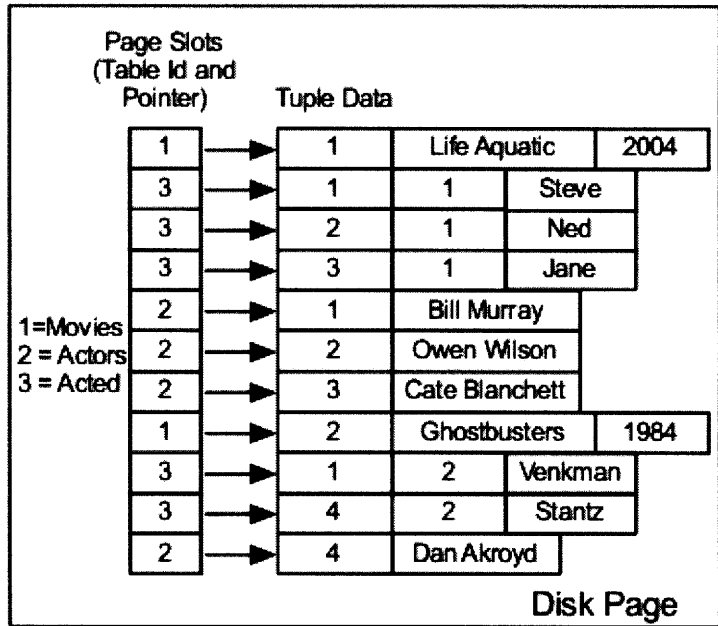 Page Slots
(Table Id and
Pointer)
Tuple Data
1 1 Life Aquatic 2004
3 1 1 Steve
3 2 1 Ned
3 3 1 Jane
2 1 Bill Murray
1=Movies
2 = Actors
3 = Acted
2 2 Owen Wilson
2 3 Cate Blanchett
1 2 Ghostbusters 1984
3 1 2 Venkman
3 4 2 Stantz
2 4 Dan Akroyd
Disk Page